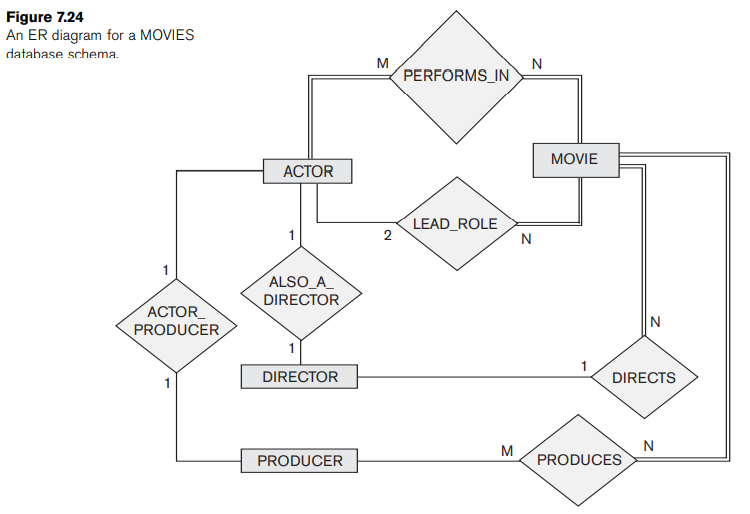 Figure 7.24
An ER diagram for a MOVIES
database schema.
M
PERFORMS_IN
N
MOVIE
ACTOR
LEAD_ROLE
2
N
1
ALSO_A_
DIRECTOR
1
1
ACTOR_
PRODUCER
1
N
DIRECTOR
1
DIRECTS
M
N
PRODUCER
PRODUCES